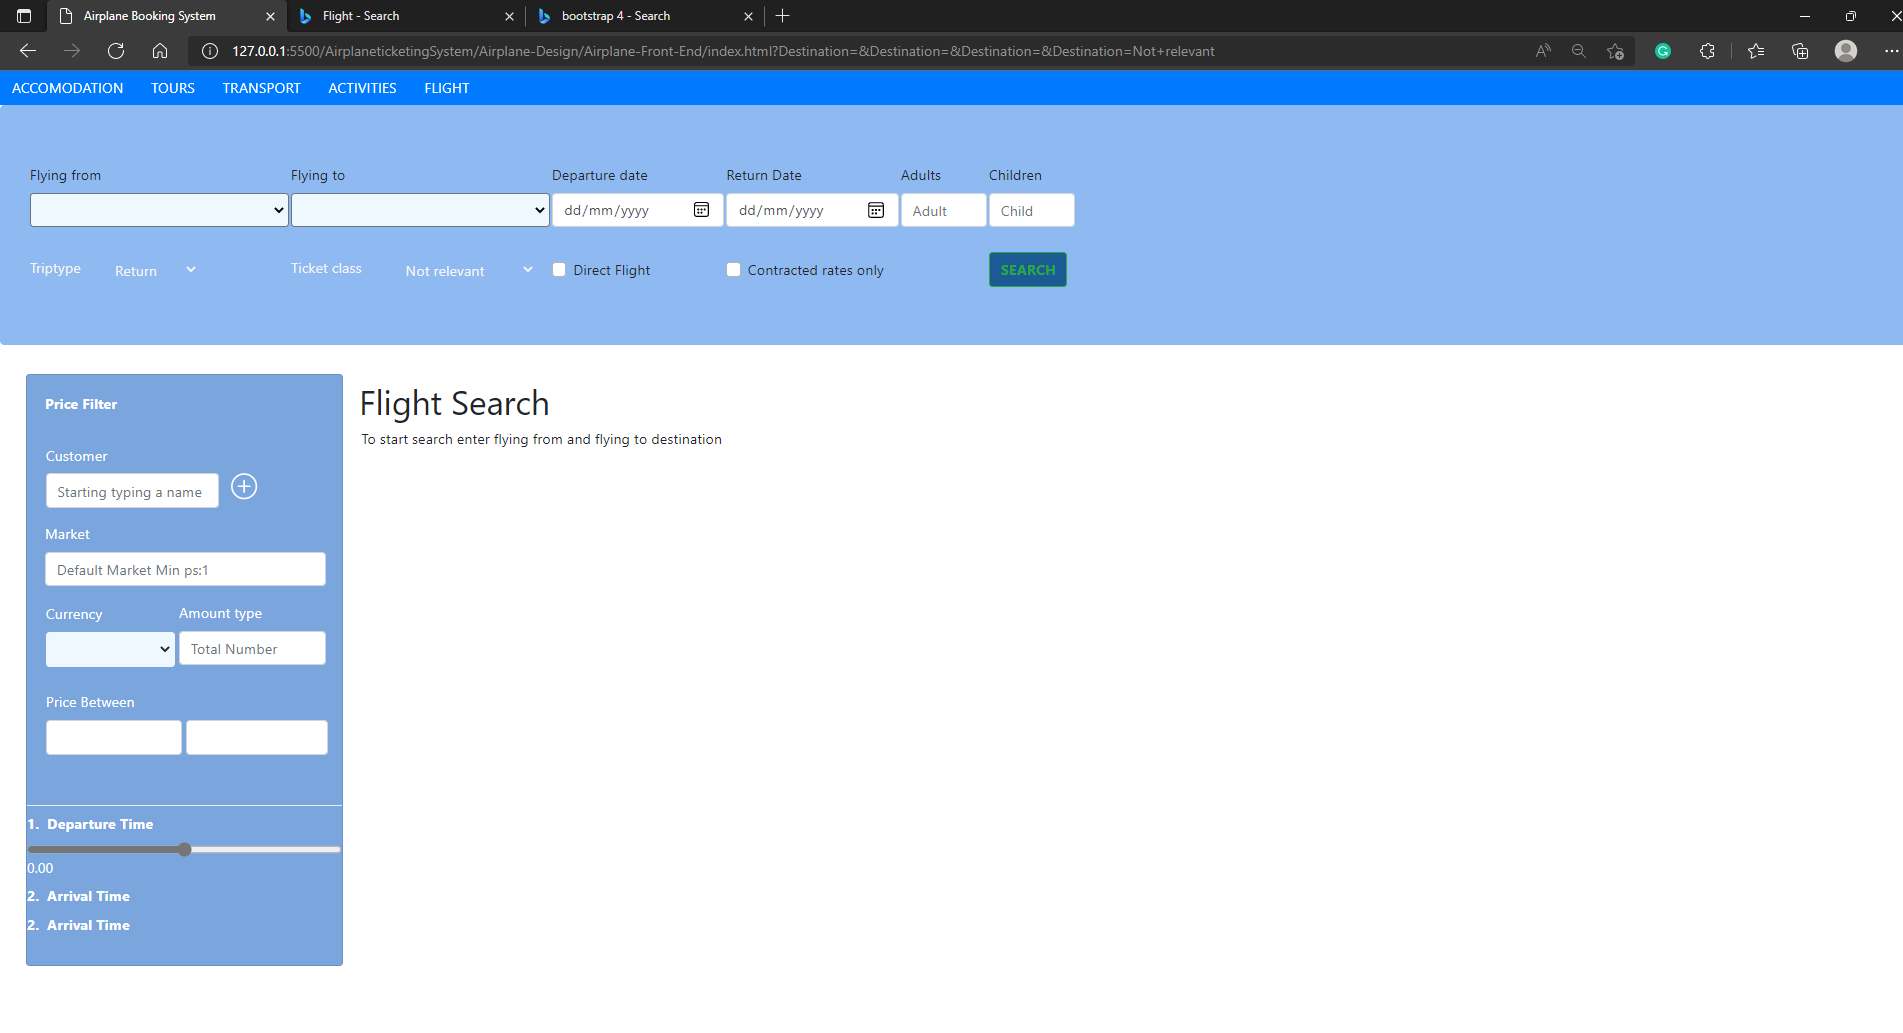 Airplane Booking System
Flight - Search
bootstrap 4 - Search
127.0.0.1:5500/AirplaneticketingSystem/Airplane-Design/Airplane-Front-End/index.html?Destination=&Destination=&Destination=&Destination=Not+relevant
ACCOMODATION TOURS TRANSPORT ACTIVITIES FLIGHT
Flying from Flying to Departure date Return Date Adults Children
dd/mm/yyyy dd/mm/yyyy Adult Child
Triptype Return Ticket class Not relevant Direct Flight Contracted rates only SEARCH
Price Filter
Flight Search
To start search enter flying from and flying to destination
Customer
Starting typing a name
Market
Default Market Min ps:1
Currency Amount type
Total Number
Price Between
1. Departure Time
0.00
2. Arrival Time
2. Arrival Time